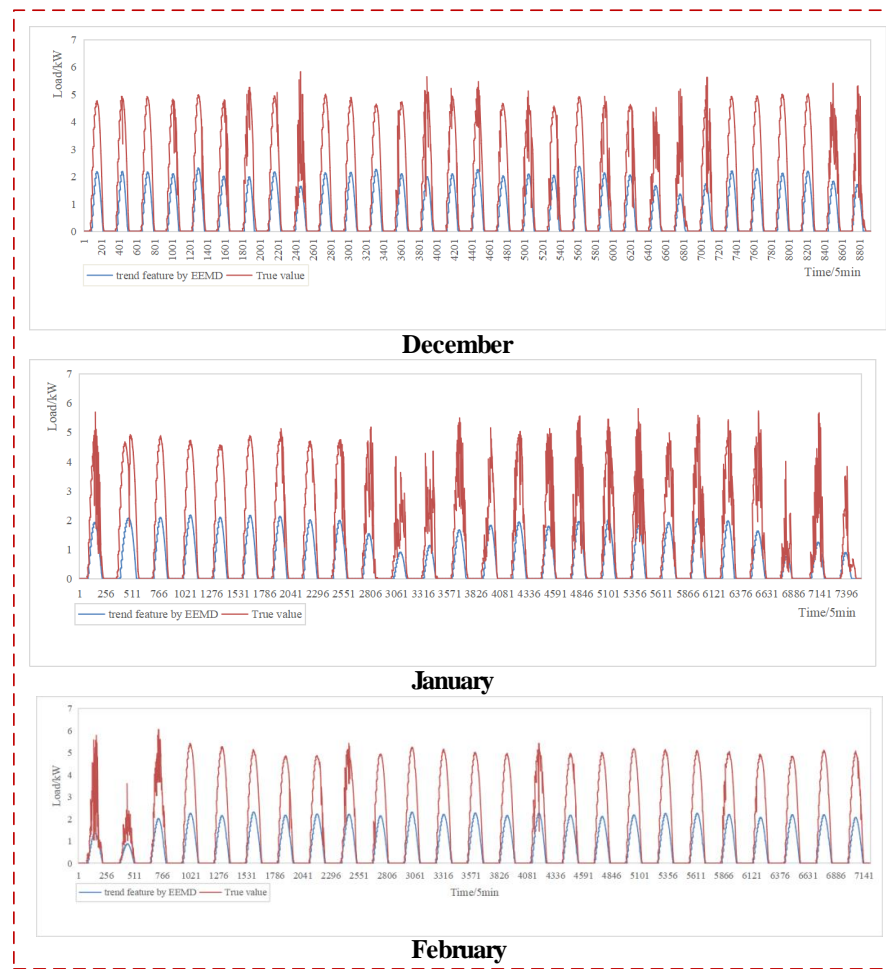 7
6
5
4
3
2
1
0
Load/kW
1 201 401 601 801 1001 1201 1401 1601 1801 2001 2201 2401 2601 2801 3001 3201 3401 3601 3801 4001 4201 4401 4601 4801 5001 5201 5401 5601 5801 6001 6201 6401 6601 6801 7001 7201 7401 7601 7801 8001 8201 8401 8601 8801
trend feature by EEMD True value
Time/5min
December
7
6
5
4
3
2
1
0
Load/kW
1 256 511 766 1021 1276 1531 1786 2041 2296 2551 2806 3061 3316 3571 3826 4081 4336 4591 4846 5101 5356 5611 5866 6121 6376 6631 6886 7141 7396
trend feature by EEMD True value
Time/5min
January
7
6
5
4
3
2
1
0
Load/kW
1 256 511 766 1021 1276 1531 1786 2041 2296 2551 2806 3061 3316 3571 3826 4081 4336 4591 4846 5101 5356 5611 5866 6121 6376 6631 6886 7141
trend feature by EEMD True value
Time/5min
February